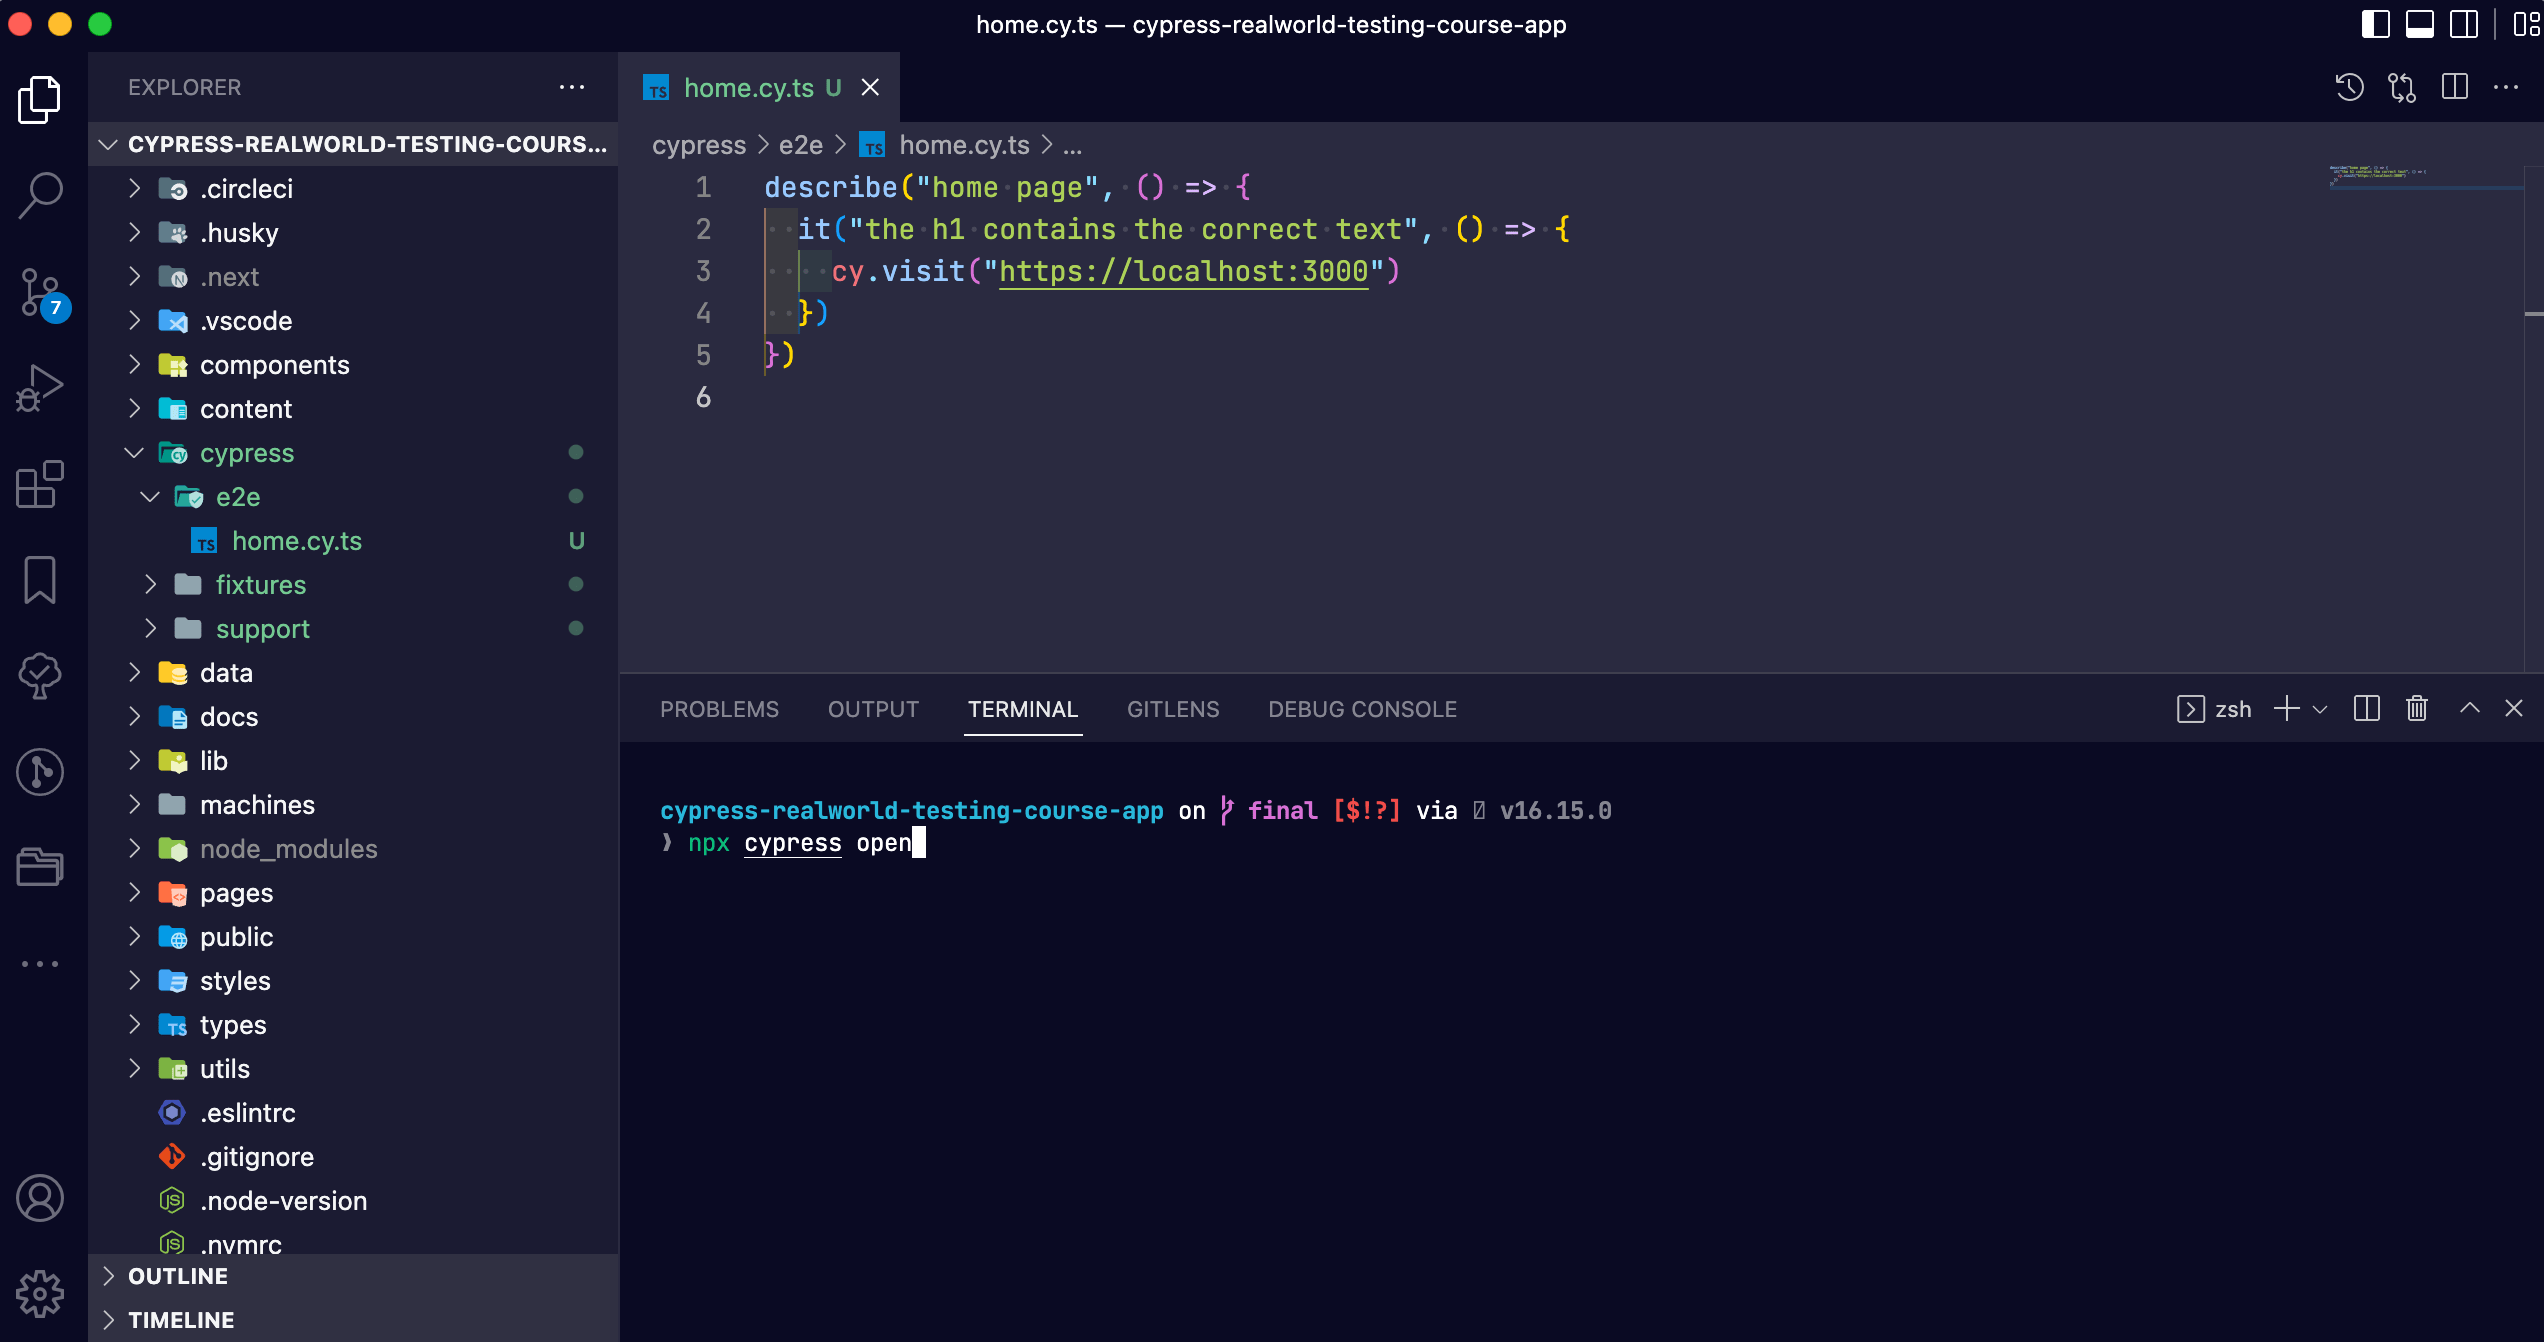 home.cy.ts — cypress-realworld-testing-course-app
EXPLORER
CYPRESS-REALWORLD-TESTING-COURS...
.circleci
.husky
.next
7
.vscode
components
content
cypress
e2e
home.cy.ts U
fixtures
support
data
docs
lib
machines
node_modules
pages
public
styles
types
utils
.eslintrc
.gitignore
.node-version
.nvmrc
OUTLINE
TIMELINE
home.cy.ts U
cypress > e2e > TS home.cy.ts > ...
1 describe("home page", () => {
2 it("the h1 contains the correct text", () => {
3 cy.visit("https://localhost:3000")
4 })
5 })
6
PROBLEMS OUTPUT TERMINAL GITLENS DEBUG CONSOLE zsh
cypress-realworld-testing-course-app on final [$!?] via v16.15.0
❯ npx cypress open